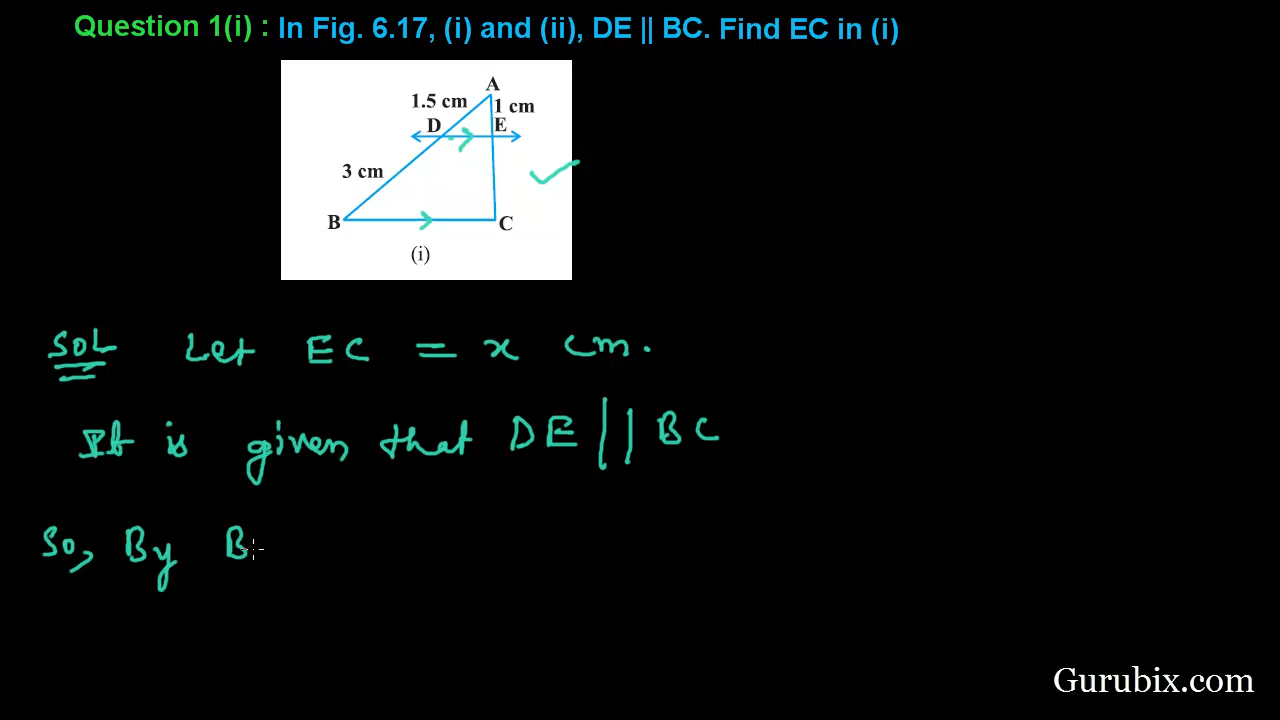 Question 1(i) : In Fig. 6.17, (i) and (ii), DE || BC. Find EC in (i)
A
1.5 cm
1 cm
D
E
3 cm
B
C
(i)
SOL Let EC = x cm.
It is given that DE || BC
So, By B
Gurubix.com